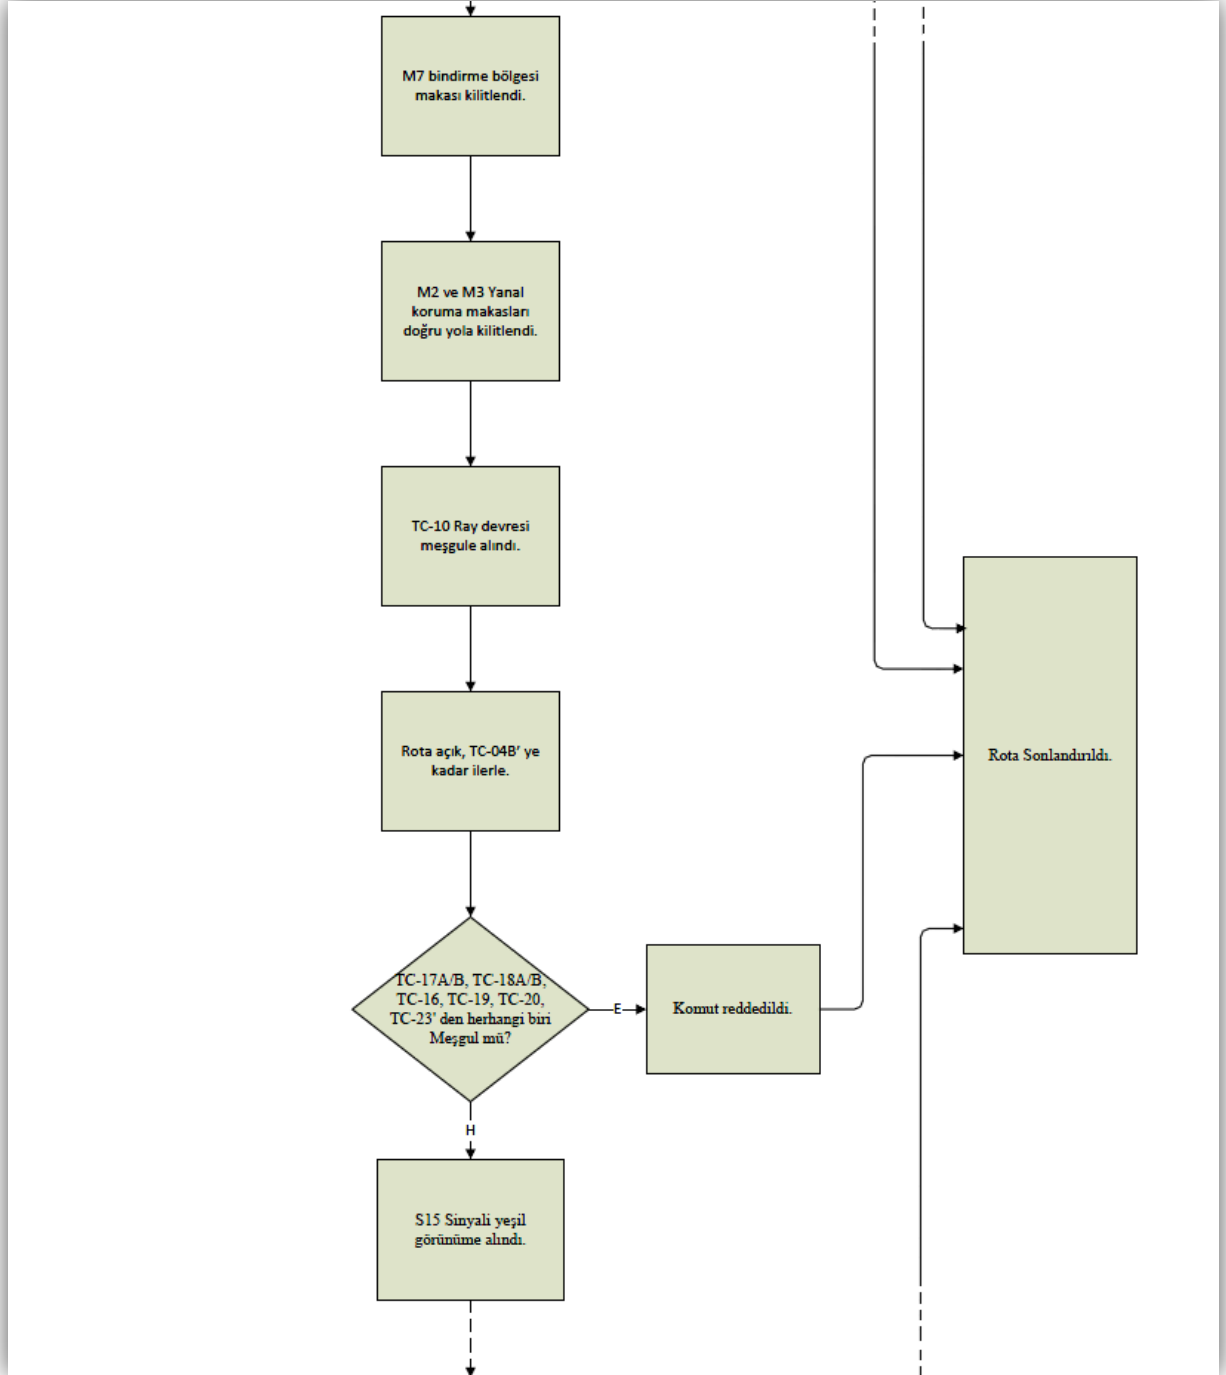 M7 bindirme bölgesi
makası kilitlendi.
M2 ve M3 Yanal
koruma makasları
doğru yola kilitlendi.
TC-10 Ray devresi
meşgule alındı.
Rota açık, TC-04B' ye
kadar ilerle.
Rota Sonlandırıldı.
TC-17A/B, TC-18A/B,
TC-16, TC-19, TC-20,
TC-23' den herhangi biri
Meşgul mü?
E
Komut reddedildi.
H
S15 Sinyali yeşil
görünüme alındı.